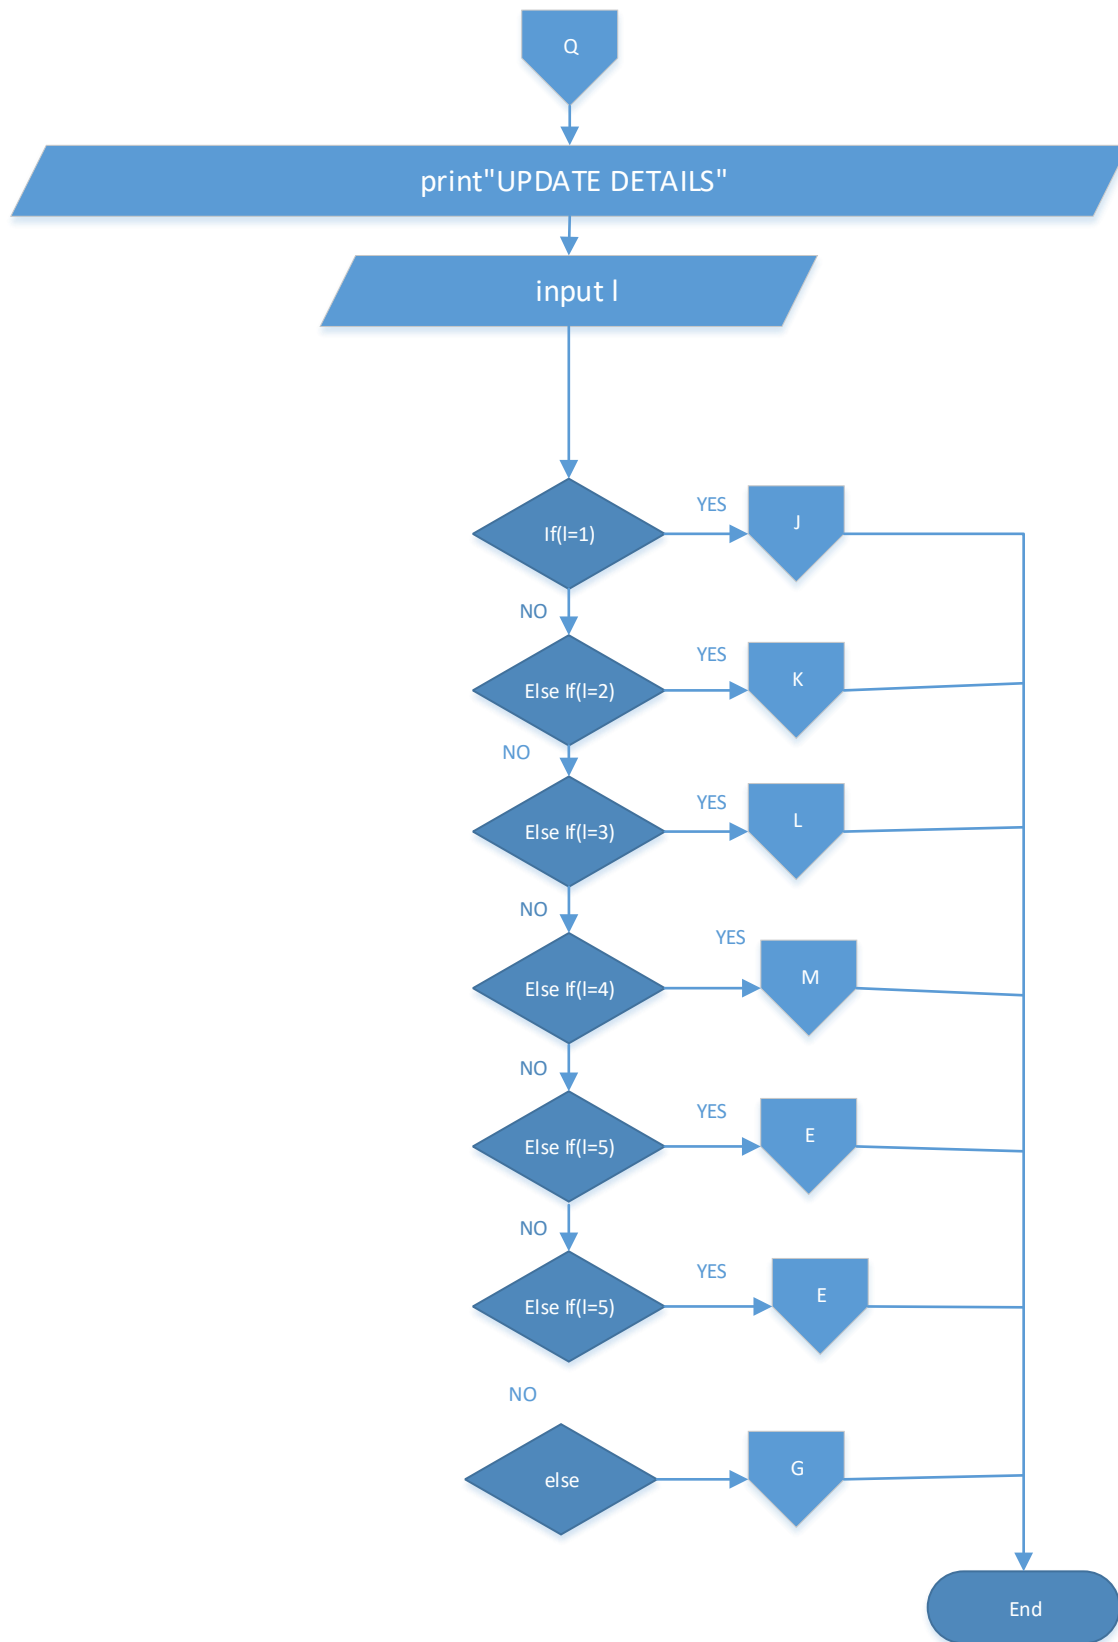 Q
print"UPDATE DETAILS"
input l
If(l=1)
YES
J
NO
Else If(l=2)
YES
K
NO
Else If(l=3)
YES
L
NO
Else If(l=4)
YES
M
NO
Else If(l=5)
YES
E
NO
Else If(l=5)
YES
E
NO
else
G
End